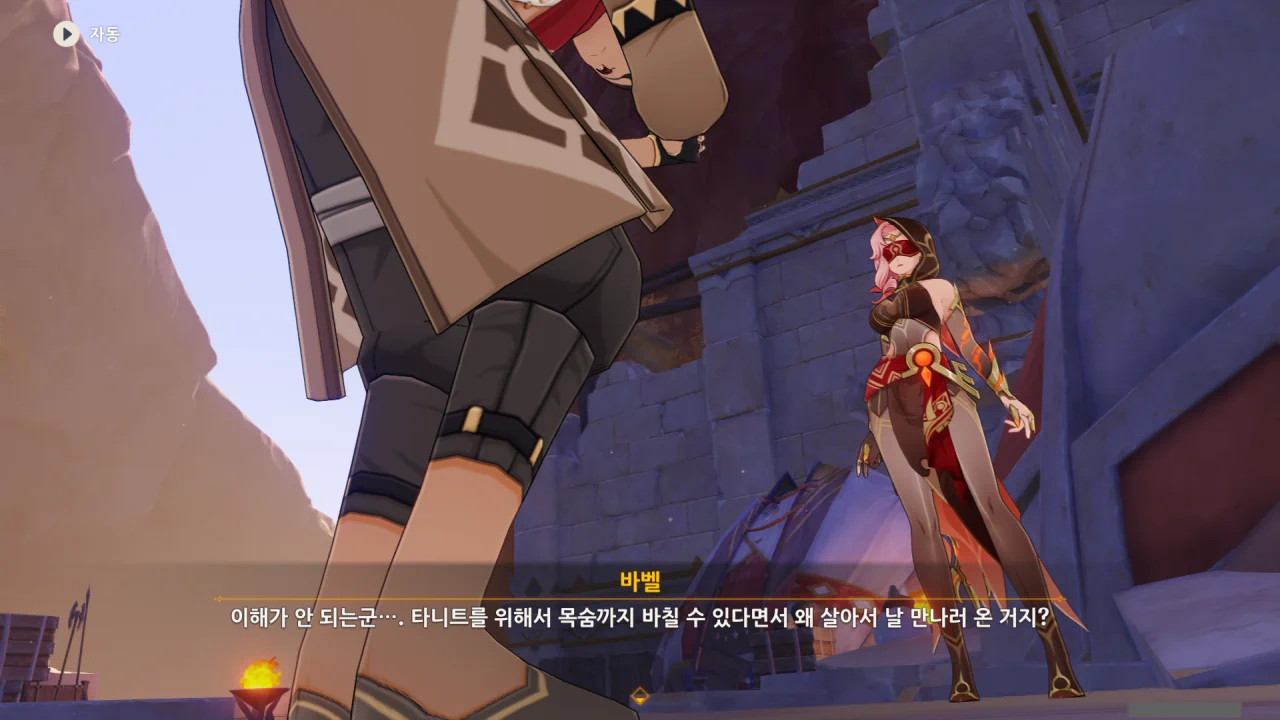 자동
바벨
이해가 안 되는군…. 타니트를 위해서 목숨까지 바칠 수 있다면서 왜 살아서 날 만나러 온 거지?